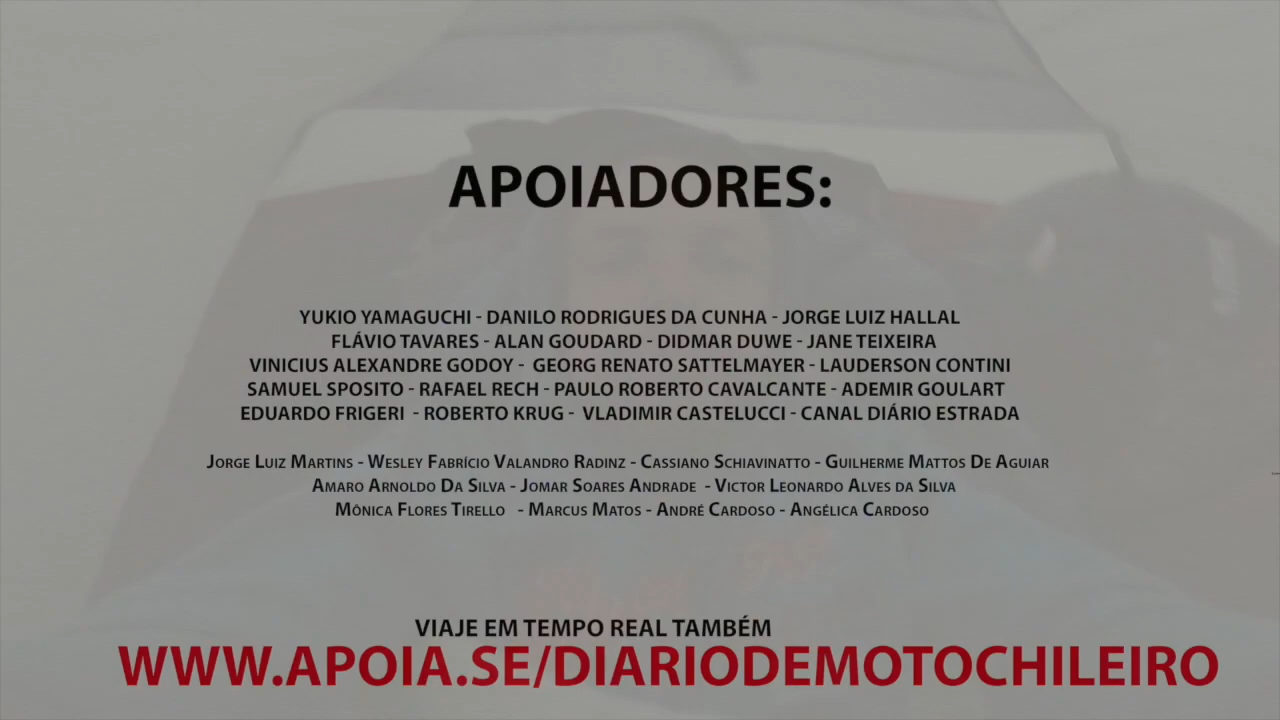 APOIADORES:
YUKIO YAMAGUCHI - DANILO RODRIGUES DA CUNHA - JORGE LUIZ HALLAL
FLÁVIO TAVARES - ALAN GOUDARD - DIDMAR DUWE - JANE TEIXEIRA
VINICIUS ALEXANDRE GODOY - GEORG RENATO SATTELMAYER - LAUDERSON CONTINI
SAMUEL SPOSITO - RAFAEL RECH - PAULO ROBERTO CAVALCANTE - ADEMIR GOULART
EDUARDO FRIGERI - ROBERTO KRUG - VLADIMIR CASTELUCCI - CANAL DIÁRIO ESTRADA
Jorge Luiz Martins - Wesley Fabrício Valandro Radinz - Cassiano Schiavinatto - Guilherme Mattos De Aguiar
Amaro Arnoldo Da Silva - Jomar Soares Andrade - Victor Leonardo Alves da Silva
Mônica Flores Tirello - Marcus Matos - André Cardoso - Angélica Cardoso
VIAJE EM TEMPO REAL TAMBÉM
WWW.APOIA.SE/DIARIODEMOTOCHILEIRO